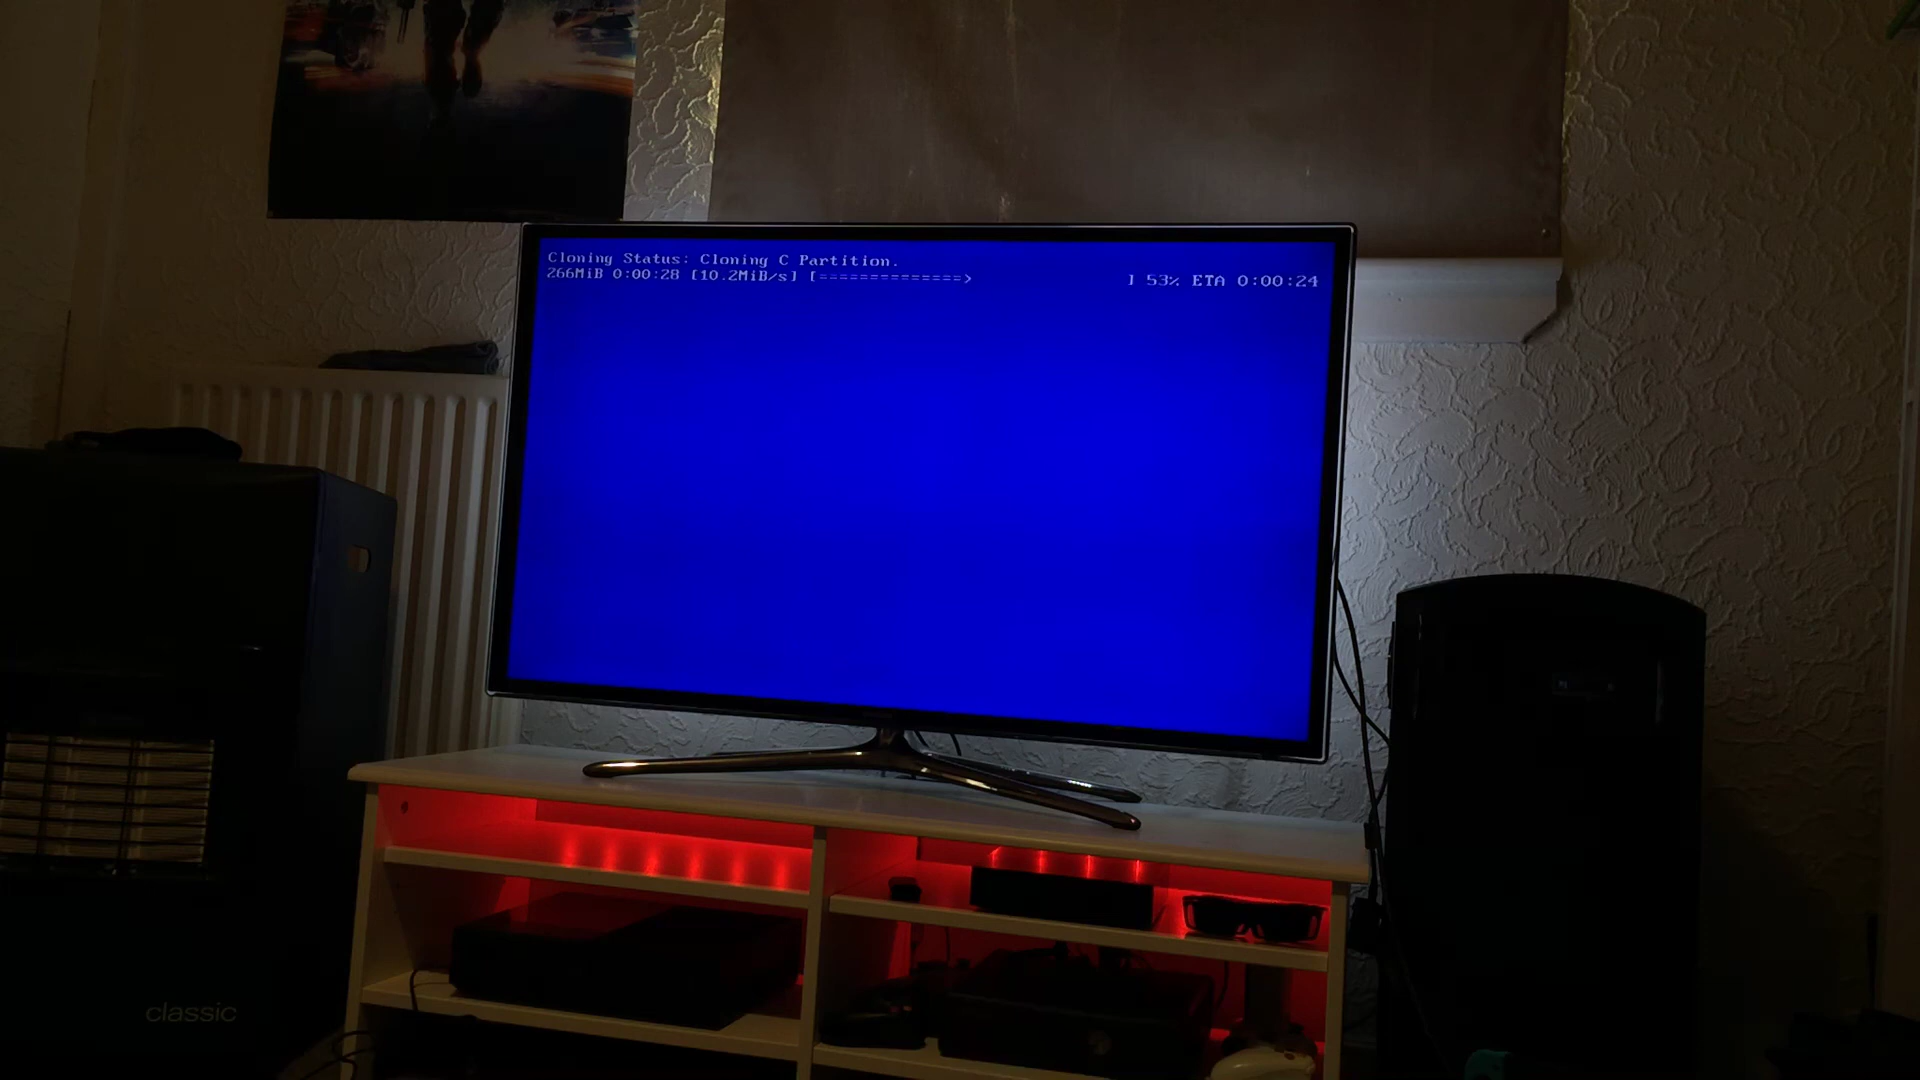 Cloning Status: Cloning C Partition.
266MiB 0:00:28 [10.2MiB/s] [==============>                ] 53% ETA 0:00:24
classic